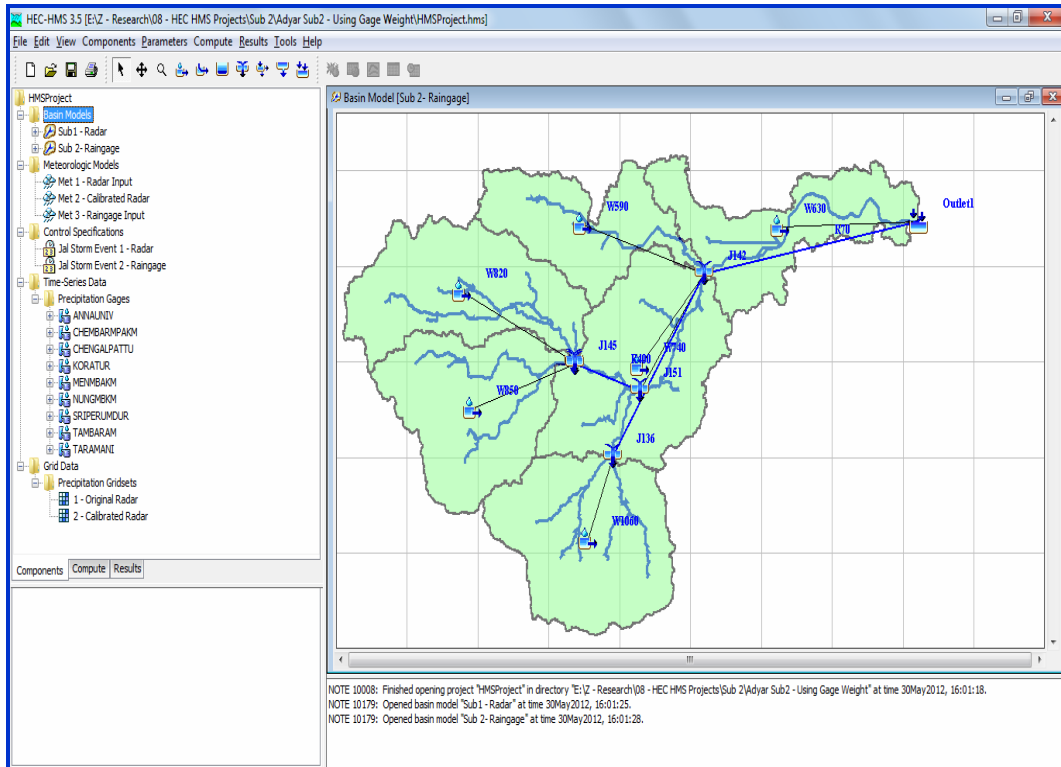 HEC-HMS 3.5 [E:\Z - Research\08 - HEC HMS Projects\Sub 2\Adyar Sub2 - Using Gage Weight\HMSProject.hms]
File Edit View Components Parameters Compute Results Tools Help
HMSProject
Basin Models
Sub1 - Radar
Sub 2- Raingage
Meteorologic Models
Met 1 - Radar Input
Met 2 - Calibrated Radar
Met 3 - Raingage Input
Control Specifications
Jal Storm Event 1 - Radar
Jal Storm Event 2 - Raingage
Time-Series Data
Precipitation Gages
ANNAUNIV
CHEMBARMPAKM
CHENGALPATTU
KORATUR
MENMBAKM
NUNGMBKM
SRIPERUMDUR
TAMBARAM
TARAMANI
Grid Data
Precipitation Gridsets
1 - Original Radar
2 - Calibrated Radar
Components Compute Results
Basin Model [Sub 2- Raingage]
W590
W630
Outlet1
R70
J142
W820
J145
W740
J151
W850
J136
W1060
NOTE 10008: Finished opening project "HMSProject" in directory "E:\Z - Research\08 - HEC HMS Projects\Sub 2\Adyar Sub2 - Using Gage Weight" at time 30May2012, 16:01:18.
NOTE 10179: Opened basin model "Sub1 - Radar" at time 30May2012, 16:01:25.
NOTE 10179: Opened basin model "Sub 2- Raingage" at time 30May2012, 16:01:28.